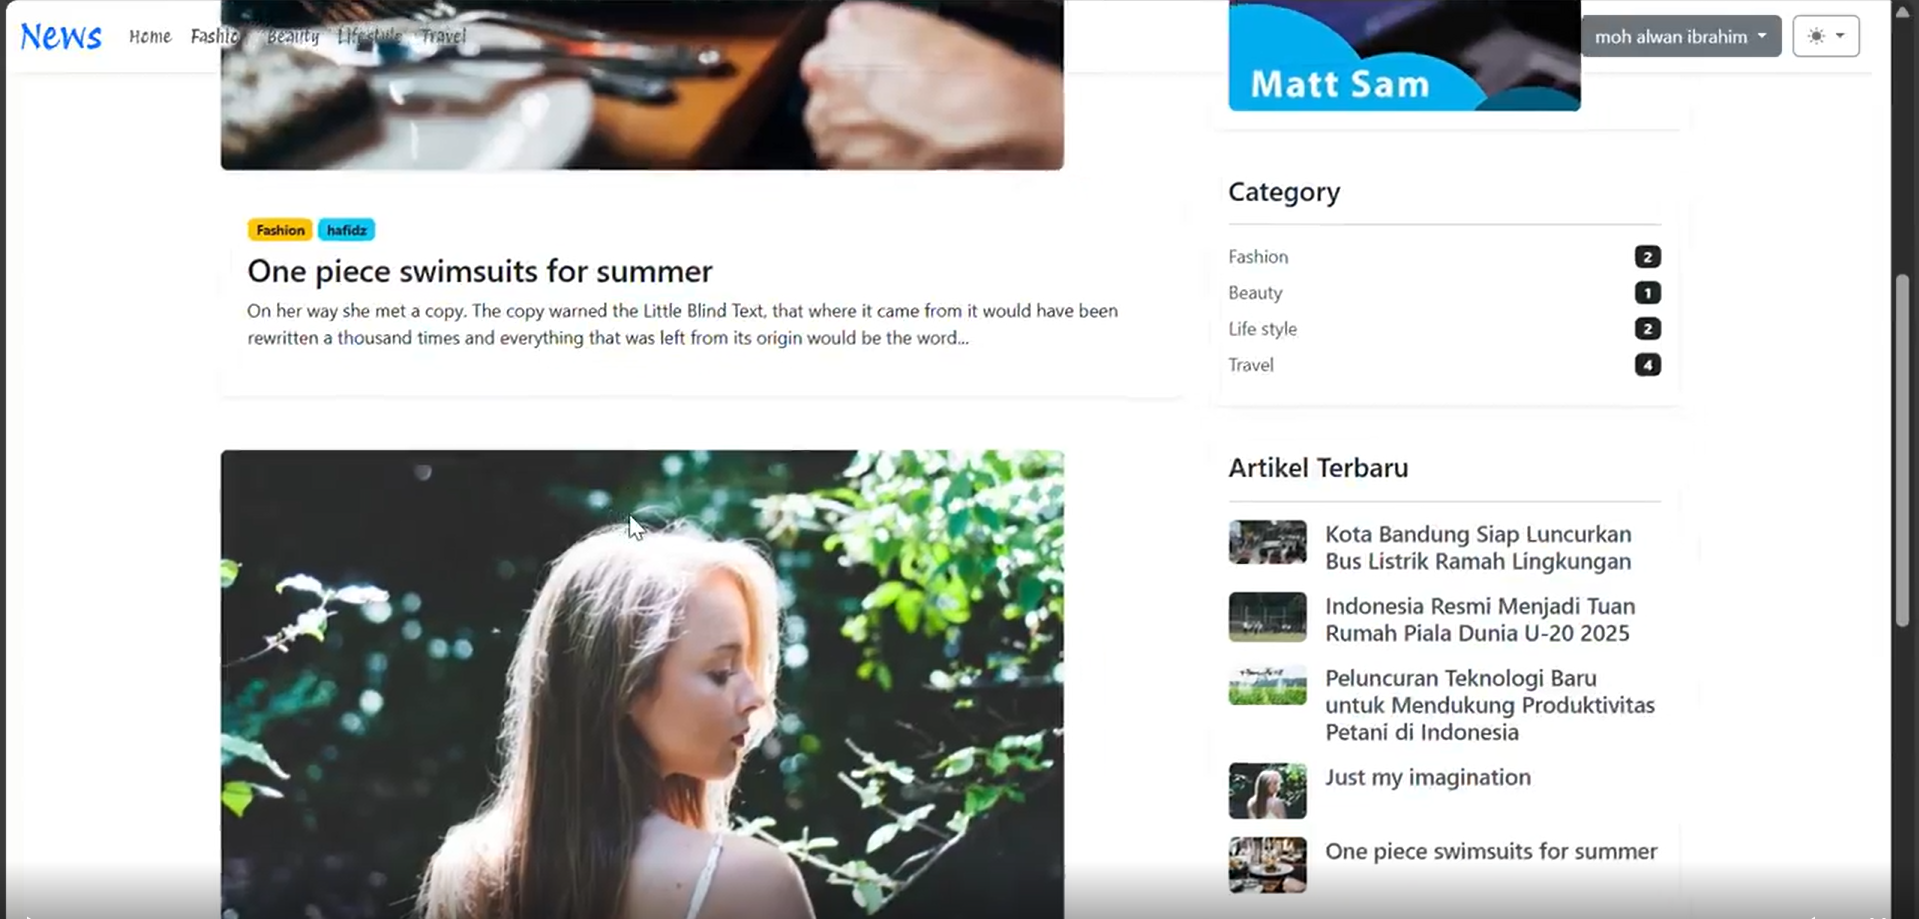 News
Home
Fashio
Beauty
Lifestyle
Travel
moh alwan ibrahim
Matt Sam
Fashion
hafidz
One piece swimsuits for summer
On her way she met a copy. The copy warned the Little Blind Text, that where it came from it would have been
rewritten a thousand times and everything that was left from its origin would be the word...
Category
Fashion 2
Beauty 1
Life style 2
Travel 4
Artikel Terbaru
Kota Bandung Siap Luncurkan
Bus Listrik Ramah Lingkungan
Indonesia Resmi Menjadi Tuan
Rumah Piala Dunia U-20 2025
Peluncuran Teknologi Baru
untuk Mendukung Produktivitas
Petani di Indonesia
Just my imagination
One piece swimsuits for summer